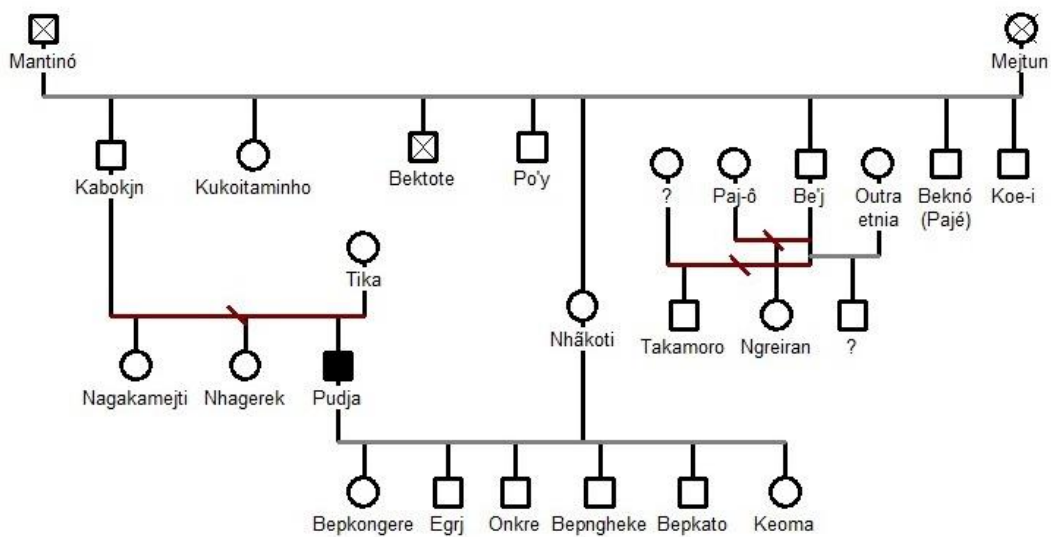 Mantinó
Mejtun
Kabokjn
Kukoitaminho
Bektote
Po'y
?
Paj-ô
Be'j
Outra
etnia
Beknó
(Pajé)
Koe-i
Tika
Nhãkoti
Takamoro
Ngreiran
?
Nagakamejti
Nhagerek
Pudja
Bepkongere
Egrj
Onkre
Bepngheke
Bepkato
Keoma